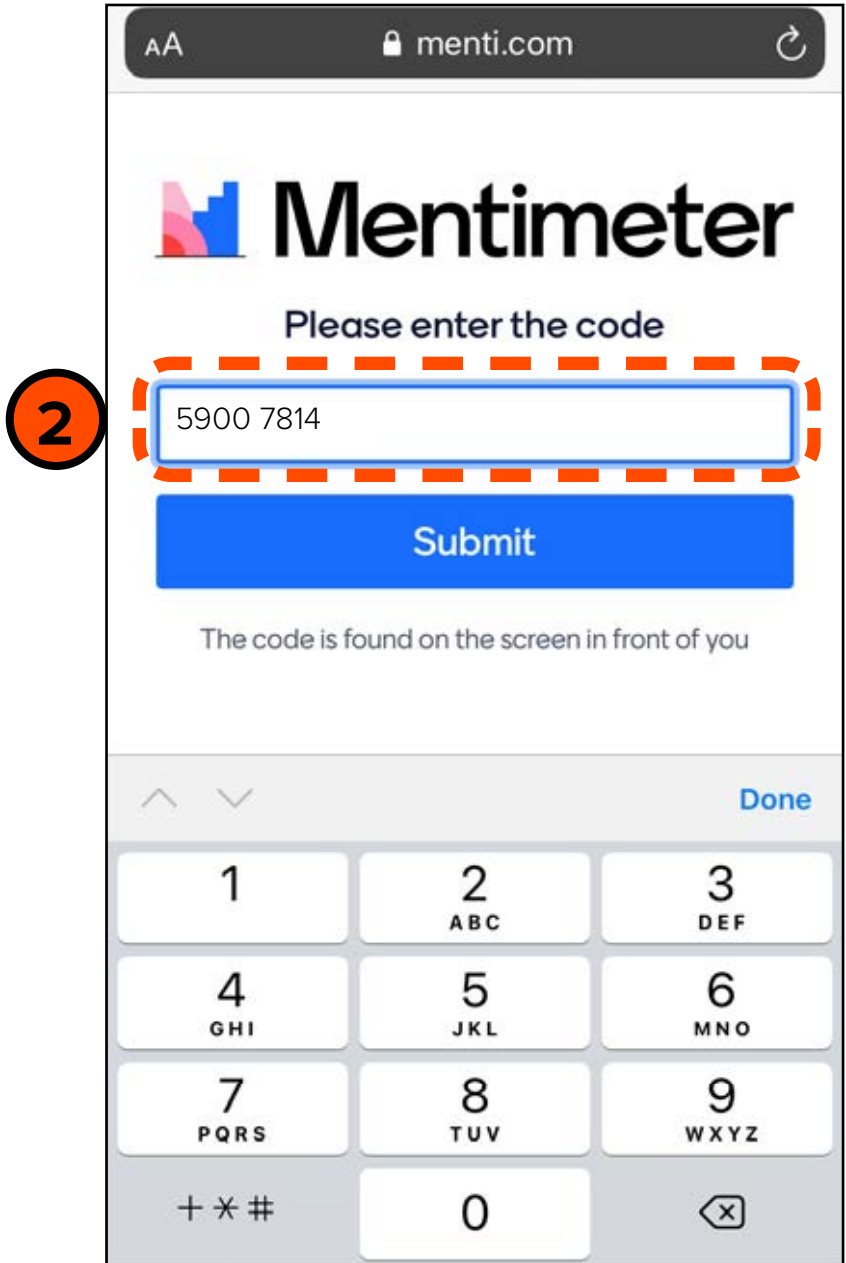 AA menti.com
Mentimeter
Please enter the code
2
5900 7814
Submit
The code is found on the screen in front of you
Done
1 2 3
ABC DEF
4 5 6
GHI JKL MNO
7 8 9
PQRS TUV WXYZ
+*# 0